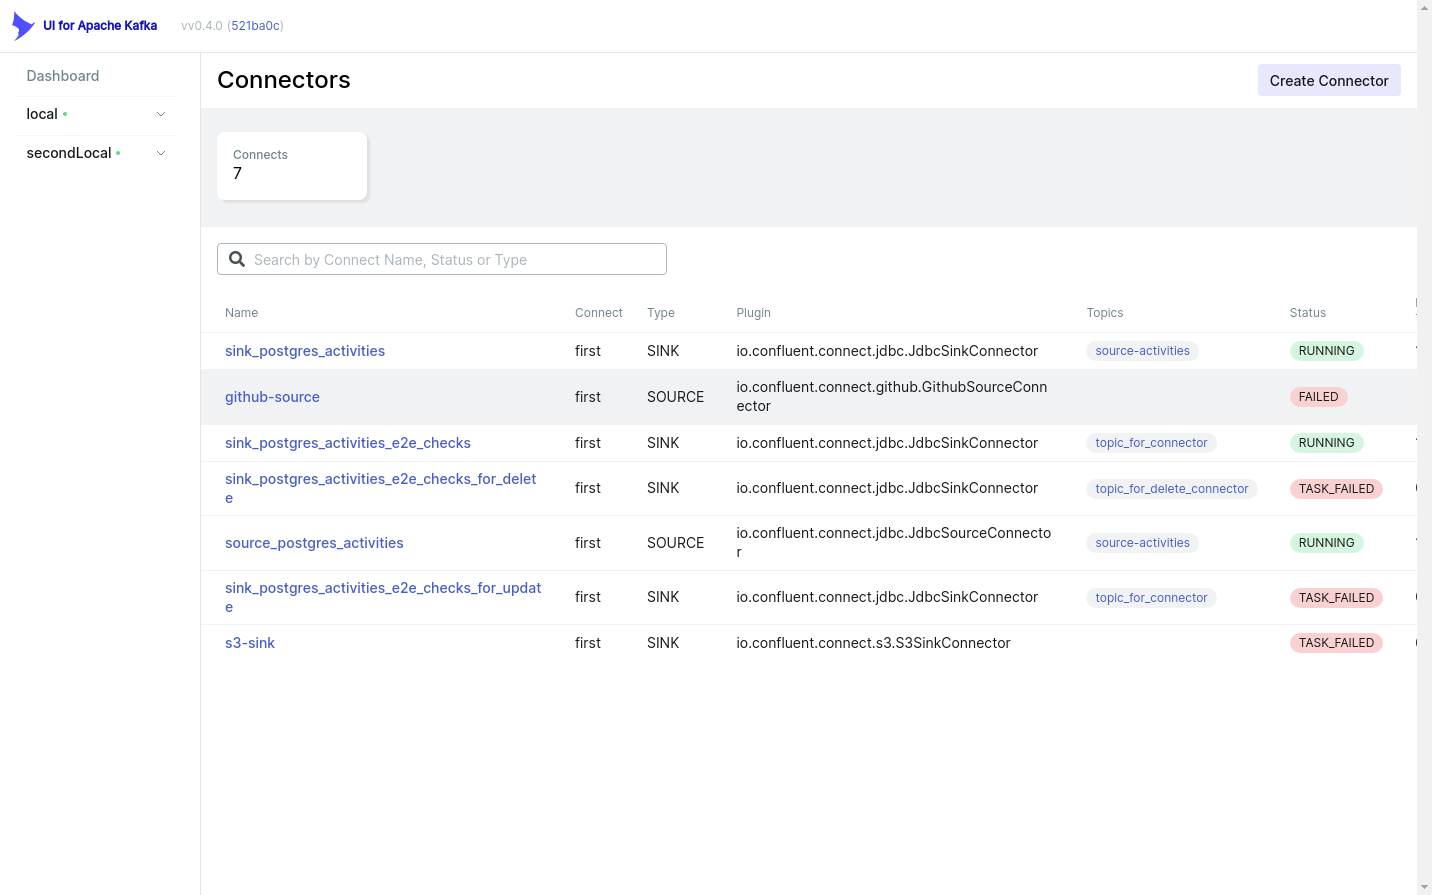 UI for Apache Kafka vv0.4.0 (521ba0c)
Dashboard
local
secondLocal
Connectors
Create Connector
Connects
7
Search by Connect Name, Status or Type
Name Connect Type Plugin Topics Status
sink_postgres_activities first SINK io.confluent.connect.jdbc.JdbcSinkConnector source-activities RUNNING
github-source first SOURCE io.confluent.connect.github.GithubSourceConn
ector FAILED
sink_postgres_activities_e2e_checks first SINK io.confluent.connect.jdbc.JdbcSinkConnector topic_for_connector RUNNING
sink_postgres_activities_e2e_checks_for_delet
e first SINK io.confluent.connect.jdbc.JdbcSinkConnector topic_for_delete_connector TASK_FAILED
source_postgres_activities first SOURCE io.confluent.connect.jdbc.JdbcSourceConnecto
r source-activities RUNNING
sink_postgres_activities_e2e_checks_for_updat
e first SINK io.confluent.connect.jdbc.JdbcSinkConnector topic_for_connector TASK_FAILED
s3-sink first SINK io.confluent.connect.s3.S3SinkConnector TASK_FAILED